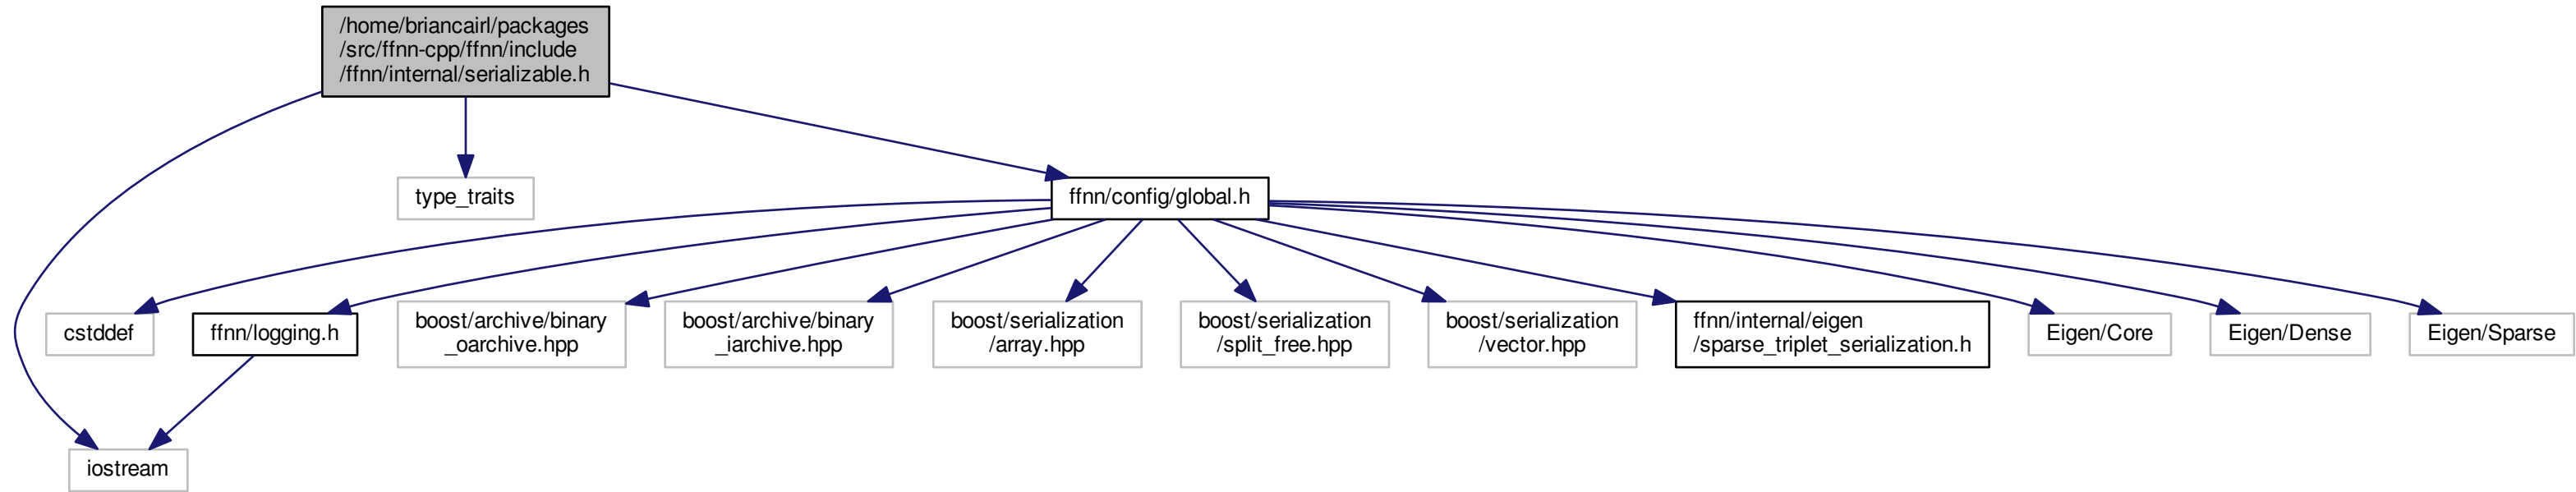 /home/briancairl/packages
/src/ffnn-cpp/ffnn/include
/ffnn/internal/serializable.h
type_traits
ffnn/config/global.h
cstddef
ffnn/logging.h
boost/archive/binary
_oarchive.hpp
boost/archive/binary
_iarchive.hpp
boost/serialization
/array.hpp
boost/serialization
/split_free.hpp
boost/serialization
/vector.hpp
ffnn/internal/eigen
/sparse_triplet_serialization.h
Eigen/Core
Eigen/Dense
Eigen/Sparse
iostream